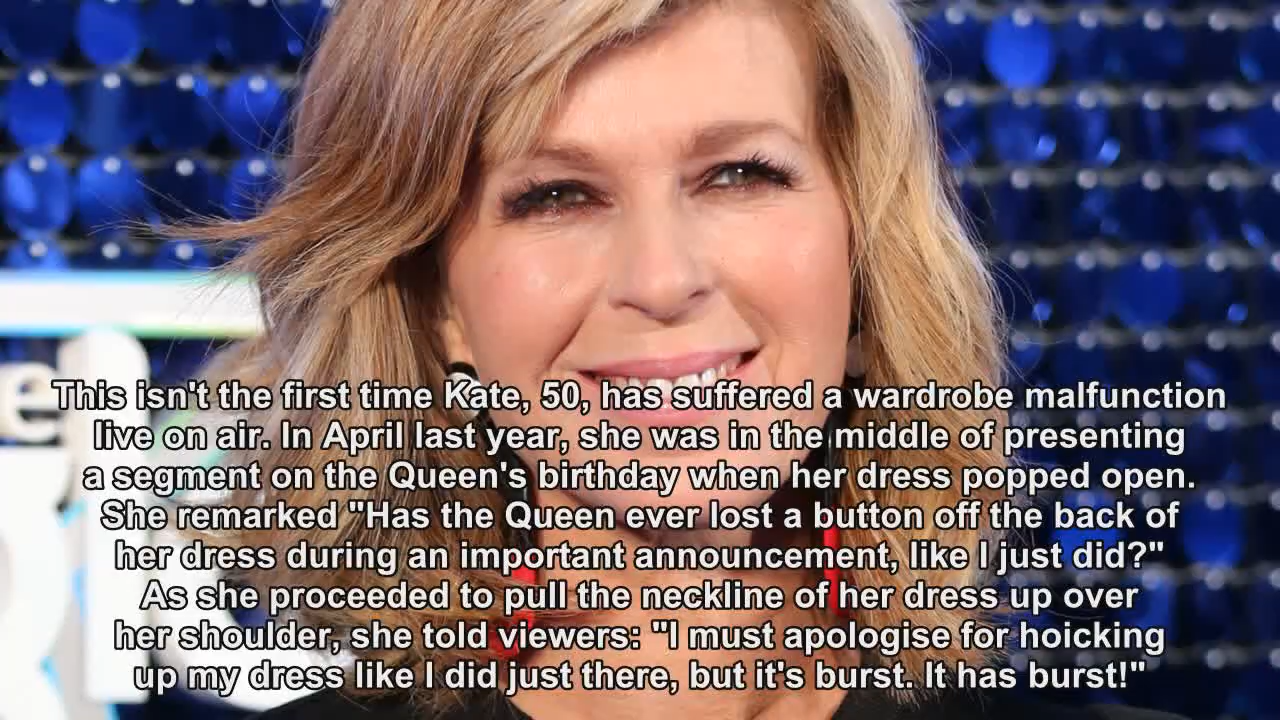 el
This isn't the first time Kate, 50, has suffered a wardrobe malfunction
live on air. In April last year, she was in the middle of presenting
a segment on the Queen's birthday when her dress popped open.
She remarked "Has the Queen ever lost a button off the back of
her dress during an important announcement, like I just did?"
As she proceeded to pull the neckline of her dress up over
her shoulder, she told viewers: "I must apologise for hoicking
up my dress like I did just there, but it's burst. It has burst!"